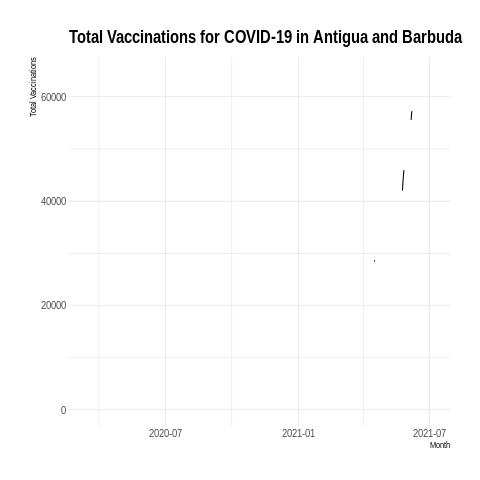 Total Vaccinations for COVID-19 in Antigua and Barbuda
Total Vaccinations
60000
40000
20000
0
2020-07
2021-01
2021-07
Month